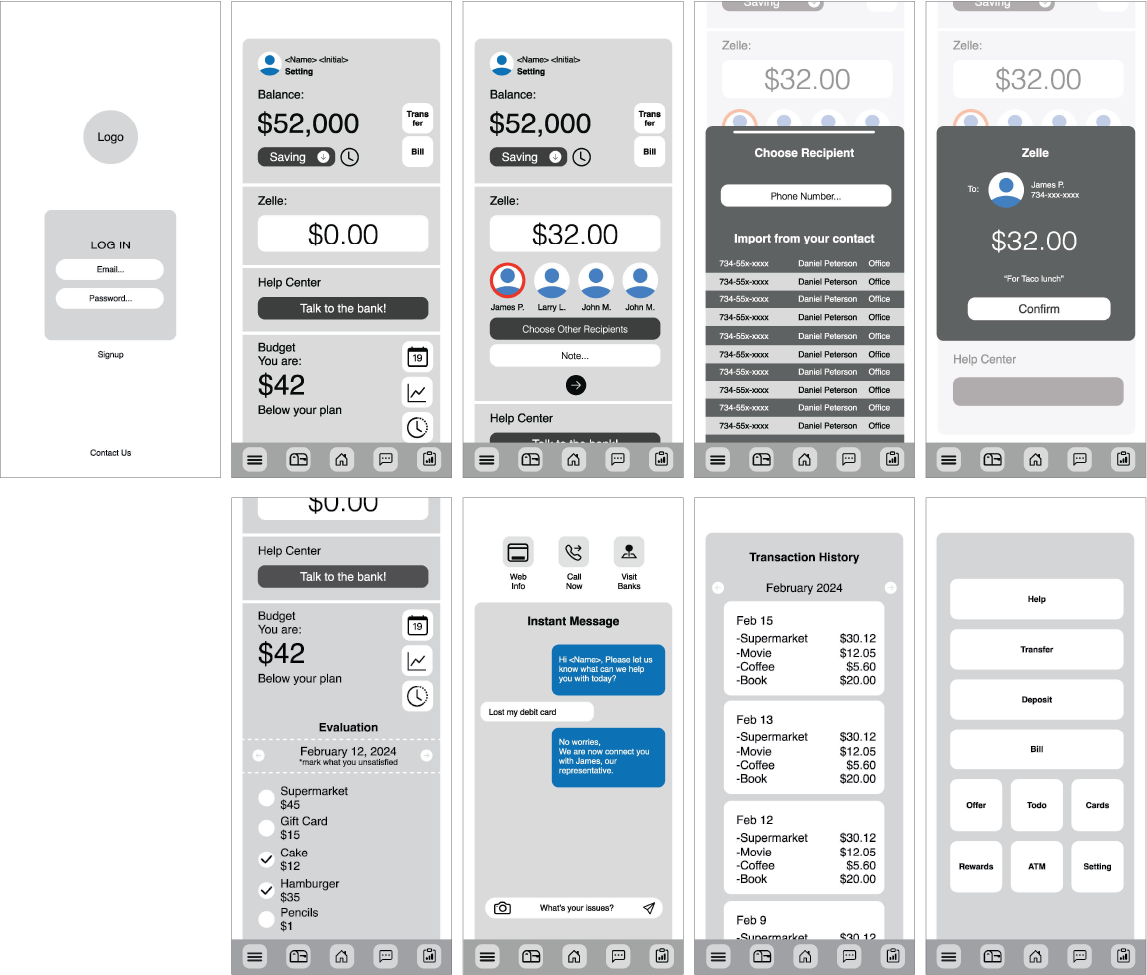 Logo
LOG IN
Email...
Password...
Signup
Contact Us
<Name> <Initial>
Setting
Balance:
$52,000
Trans
fer
Saving
Bill
Zelle:
$0.00
Help Center
Talk to the bank!
Budget
You are:
$42
Below your plan
19
<Name> <Initial>
Setting
Balance:
$52,000
Trans
fer
Saving
Bill
Zelle:
$32.00
James P.
Larry L.
John M.
John M.
Choose Other Recipients
Note...
Help Center
Talk to the bank!
Saving
Zelle:
$32.00
Choose Recipient
Phone Number...
Import from your contact
734-55x-xxxx Daniel Peterson Office
734-55x-xxxx Daniel Peterson Office
734-55x-xxxx Daniel Peterson Office
734-55x-xxxx Daniel Peterson Office
734-55x-xxxx Daniel Peterson Office
734-55x-xxxx Daniel Peterson Office
734-55x-xxxx Daniel Peterson Office
734-55x-xxxx Daniel Peterson Office
734-55x-xxxx Daniel Peterson Office
734-55x-xxxx Daniel Peterson Office
Saving
Zelle:
$32.00
Zelle
To:
James P.
734-xxx-xxxx
$32.00
"For Taco lunch"
Confirm
Help Center
$0.00
Help Center
Talk to the bank!
Budget
You are:
$42
Below your plan
19
Evaluation
February 12, 2024
*mark what you unsatisfied
Supermarket
$45
Gift Card
$15
Cake
$12
Hamburger
$35
Pencils
$1
Web
Info
Call
Now
Visit
Banks
Instant Message
Hi <Name>, Please let us
know what can we help
you with today?
Lost my debit card
No worries,
We are now connect you
with James, our
representative.
What's your issues?
Transaction History
February 2024
Feb 15
-Supermarket $30.12
-Movie $12.05
-Coffee $5.60
-Book $20.00
Feb 13
-Supermarket $30.12
-Movie $12.05
-Coffee $5.60
-Book $20.00
Feb 12
-Supermarket $30.12
-Movie $12.05
-Coffee $5.60
-Book $20.00
Feb 9
-Supermarket $30.12
Help
Transfer
Deposit
Bill
Offer
Todo
Cards
Rewards
ATM
Setting